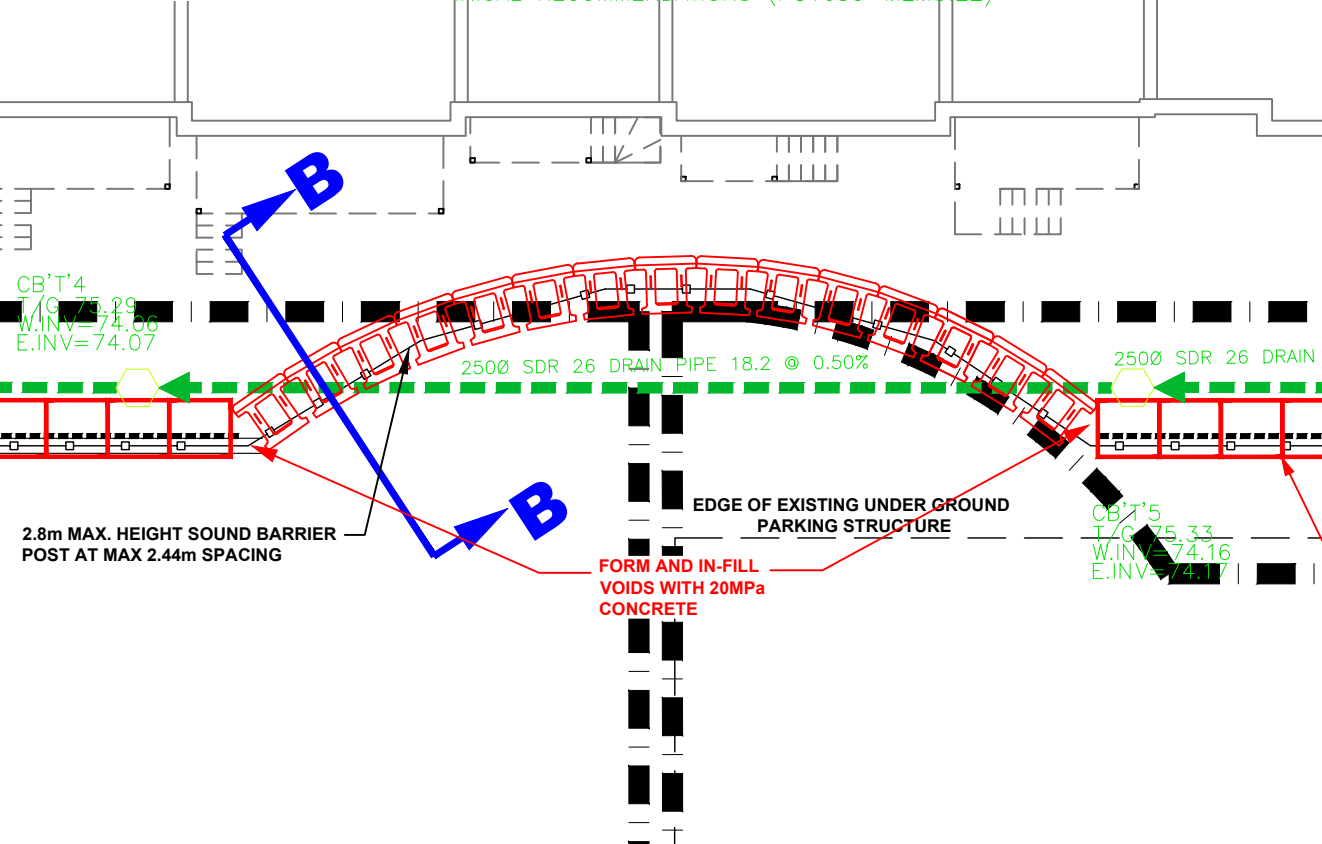 B
CB'T'4
T/G 75.29
W.INV=74.06
E.INV=74.07
250Ø SDR 26 DRAIN PIPE 18.2 @ 0.50%
250Ø SDR 26 DRAIN
2.8m MAX. HEIGHT SOUND BARRIER
POST AT MAX 2.44m SPACING
B
EDGE OF EXISTING UNDER GROUND
PARKING STRUCTURE
CB'T'5
T/G 75.33
W.INV=74.16
E.INV=74.17
FORM AND IN-FILL
VOIDS WITH 20MPa
CONCRETE